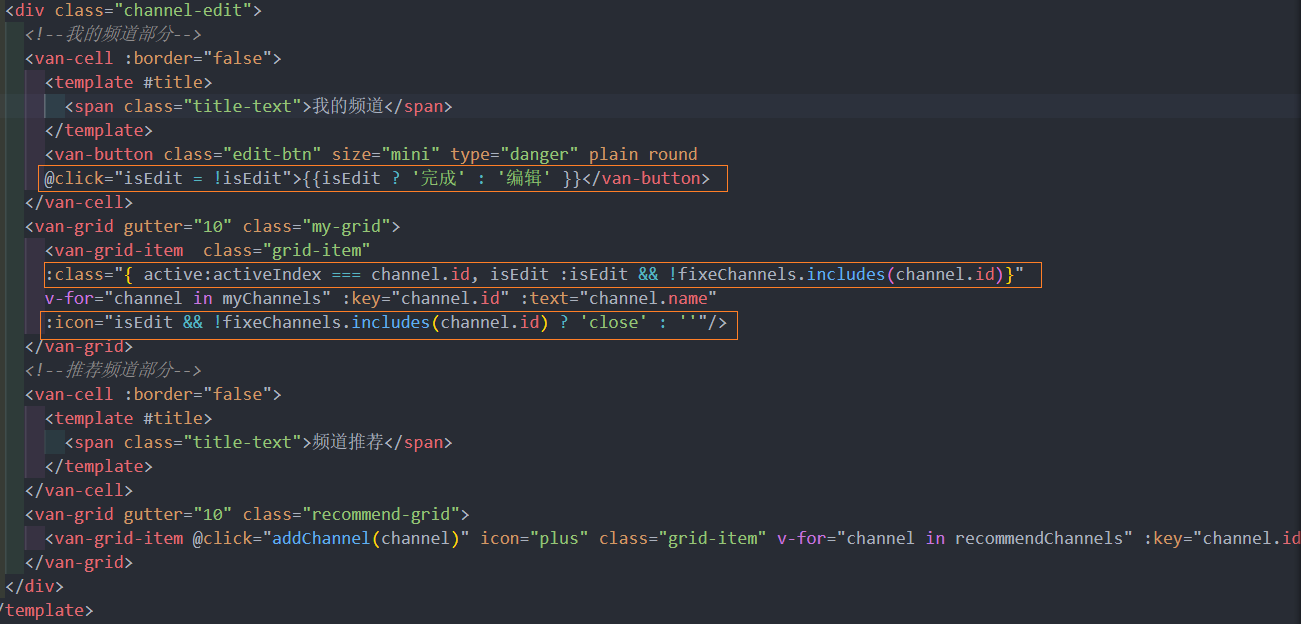 <div class="channel-edit">
<!--我的频道部分-->
<van-cell :border="false">
<template #title>
<span class="title-text">我的频道</span>
</template>
<van-button class="edit-btn" size="mini" type="danger" plain round
@click="isEdit = !isEdit">{{isEdit ? '完成' : '编辑' }}</van-button>
</van-cell>
<van-grid gutter="10" class="my-grid">
<van-grid-item  class="grid-item"
:class="{ active:activeIndex === channel.id, isEdit :isEdit && !fixeChannels.includes(channel.id)}"
v-for="channel in myChannels" :key="channel.id" :text="channel.name"
:icon="isEdit && !fixeChannels.includes(channel.id) ? 'close' : ''"/>
</van-grid>
<!--推荐频道部分-->
<van-cell :border="false">
<template #title>
<span class="title-text">频道推荐</span>
</template>
</van-cell>
<van-grid gutter="10" class="recommend-grid">
<van-grid-item @click="addChannel(channel)" icon="plus" class="grid-item" v-for="channel in recommendChannels" :key="channel.id
</van-grid>
</div>
/template>